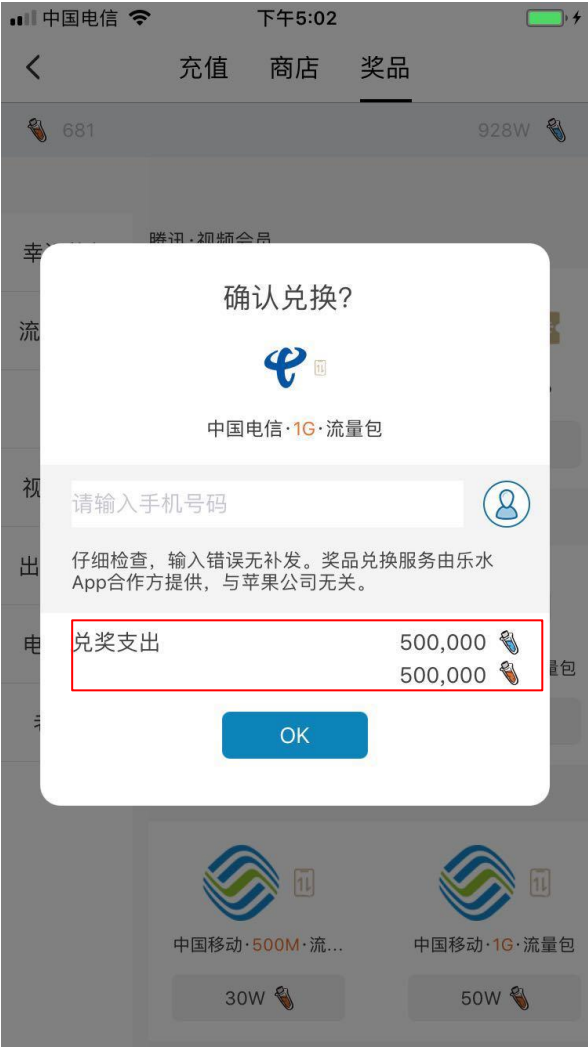 中国电信 下午5:02
充值 商店 奖品
681 928W
腾讯·视频会员
幸
流
确认兑换?
中国电信·1G·流量包
视
请输入手机号码
出
仔细检查，输入错误无补发。奖品兑换服务由乐水
App合作方提供，与苹果公司无关。
电
兑奖支出 500,000
500,000
量包
OK
中国移动·500M·流... 中国移动·1G·流量包
30W 50W